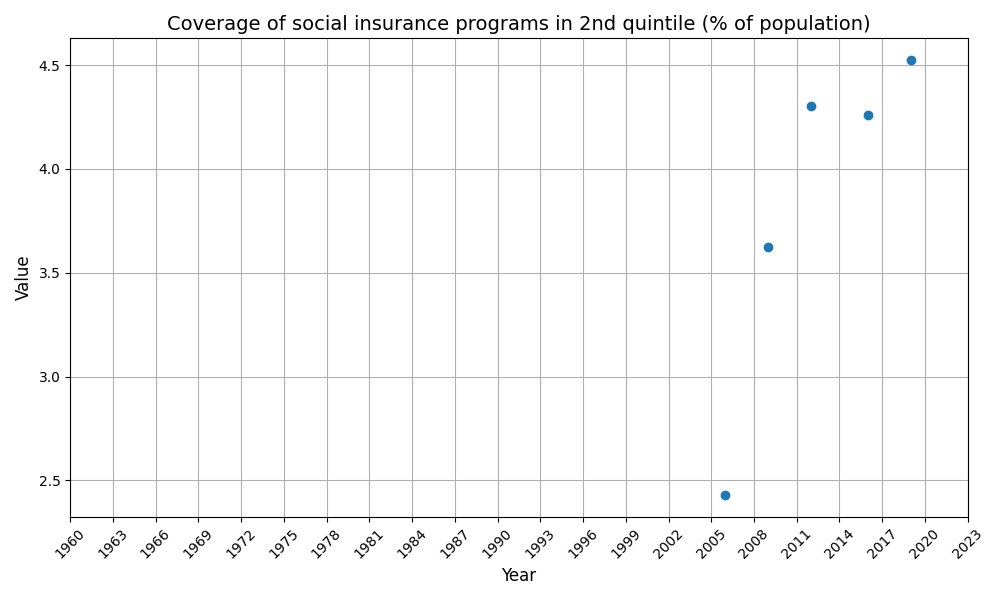 Coverage of social insurance programs in 2nd quintile (% of population)
Value
4.5
4.0
3.5
3.0
2.5
1960 1963 1966 1969 1972 1975 1978 1981 1984 1987 1990 1993 1996 1999 2002 2005 2008 2011 2014 2017 2020 2023
Year